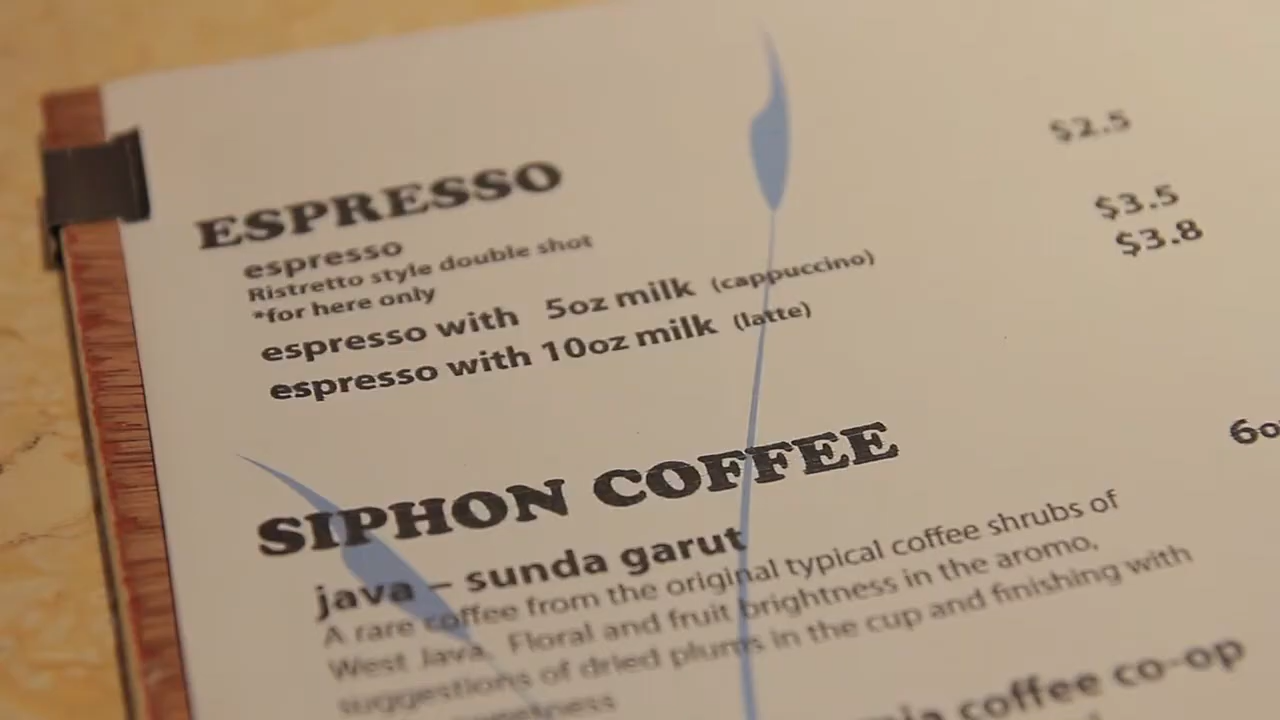 ESPRESSO
espresso $2.5
Ristretto style double shot
*for here only
espresso with 5oz milk (cappuccino) $3.5
espresso with 10oz milk (latte) $3.8
SIPHON COFFEE
java – sunda garut
A rare coffee from the original typical coffee shrubs of
West Java. Floral and fruit brightness in the aromo,
suggestions of dried plums in the cup and finishing with
coffee co-op